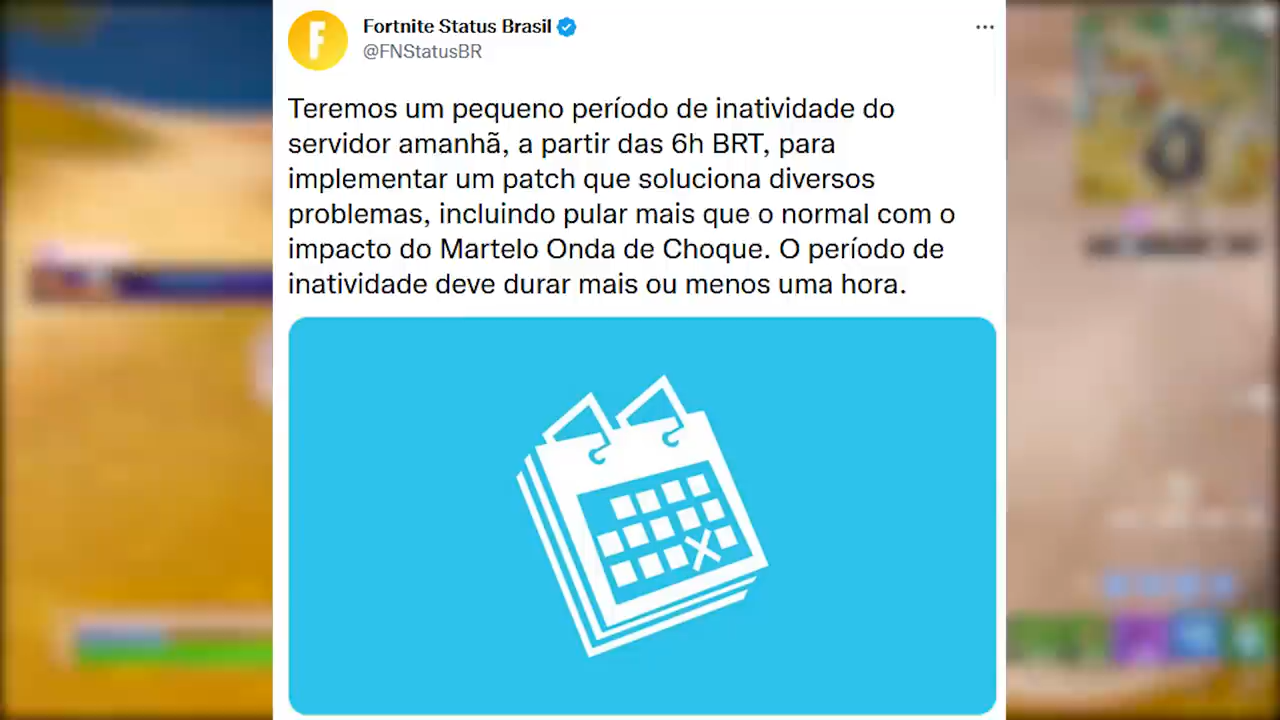 Fortnite Status Brasil
@FNStatusBR
Teremos um pequeno período de inatividade do
servidor amanhã, a partir das 6h BRT, para
implementar um patch que soluciona diversos
problemas, incluindo pular mais que o normal com o
impacto do Martelo Onda de Choque. O período de
inatividade deve durar mais ou menos uma hora.